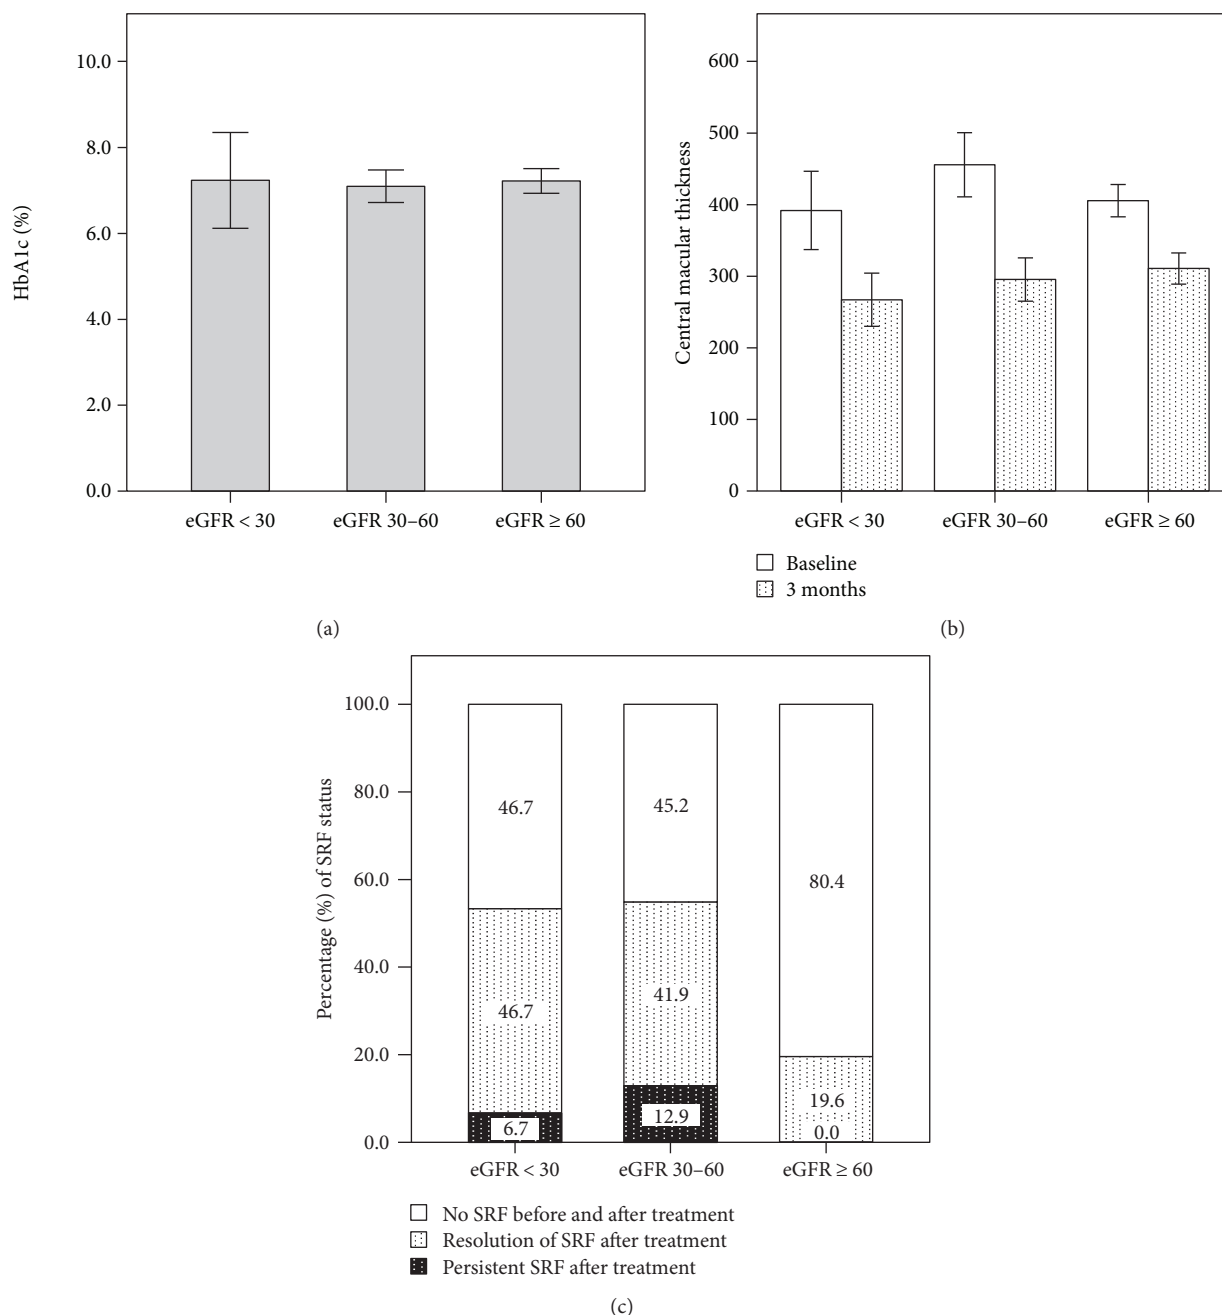 HbA1c (%)
10.0
8.0
6.0
4.0
2.0
0.0
eGFR < 30
eGFR 30–60
eGFR ≥ 60
(a)
Central macular thickness
600
500
400
300
200
100
0
eGFR < 30
eGFR 30–60
eGFR ≥ 60
Baseline
3 months
(b)
Percentage (%) of SRF status
100.0
80.0
60.0
40.0
20.0
0.0
46.7
46.7
6.7
45.2
41.9
12.9
80.4
19.6
0.0
eGFR < 30
eGFR 30–60
eGFR ≥ 60
No SRF before and after treatment
Resolution of SRF after treatment
Persistent SRF after treatment
(c)